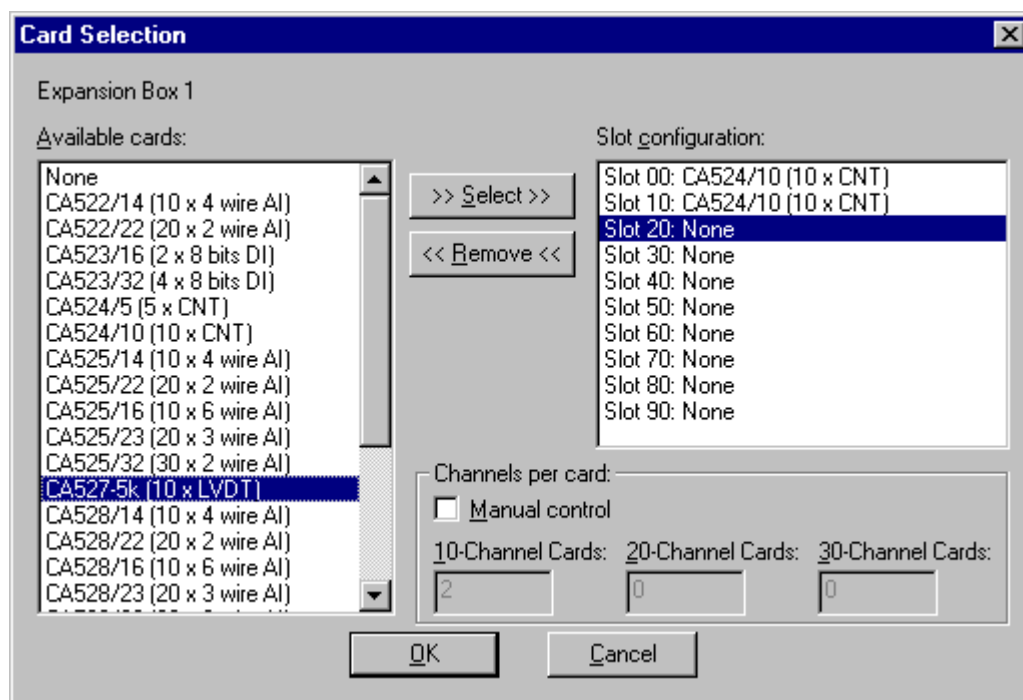 Card Selection
Expansion Box 1
Available cards:
None
CA522/14 (10 x 4 wire AI)
CA522/22 (20 x 2 wire AI)
CA523/16 (2 x 8 bits DI)
CA523/32 (4 x 8 bits DI)
CA524/5 (5 x CNT)
CA524/10 (10 x CNT)
CA525/14 (10 x 4 wire AI)
CA525/22 (20 x 2 wire AI)
CA525/16 (10 x 6 wire AI)
CA525/23 (20 x 3 wire AI)
CA525/32 (30 x 2 wire AI)
CA527-5k (10 x LVDT)
CA528/14 (10 x 4 wire AI)
CA528/22 (20 x 2 wire AI)
CA528/16 (10 x 6 wire AI)
CA528/23 (20 x 3 wire AI)
>> Select >>
<< Remove <<
Slot configuration:
Slot 00: CA524/10 (10 x CNT)
Slot 10: CA524/10 (10 x CNT)
Slot 20: None
Slot 30: None
Slot 40: None
Slot 50: None
Slot 60: None
Slot 70: None
Slot 80: None
Slot 90: None
Channels per card:
Manual control
10-Channel Cards: 20-Channel Cards: 30-Channel Cards:
2 0 0
OK Cancel